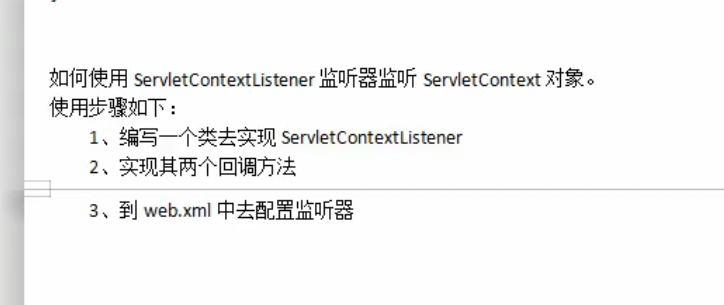 如何使用 ServletContextListener 监听器监听 ServletContext 对象。
使用步骤如下：
1、编写一个类去实现 ServletContextListener
2、实现其两个回调方法
3、到 web.xml 中去配置监听器